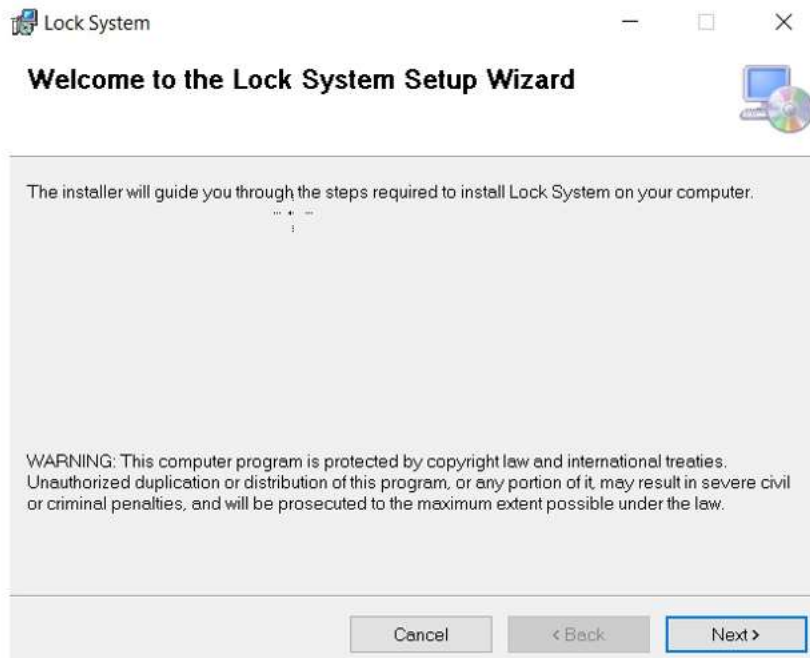 Lock System
Welcome to the Lock System Setup Wizard
The installer will guide you through the steps required to install Lock System on your computer.
WARNING: This computer program is protected by copyright law and international treaties.
Unauthorized duplication or distribution of this program, or any portion of it, may result in severe civil
or criminal penalties, and will be prosecuted to the maximum extent possible under the law.
Cancel
< Back
Next >